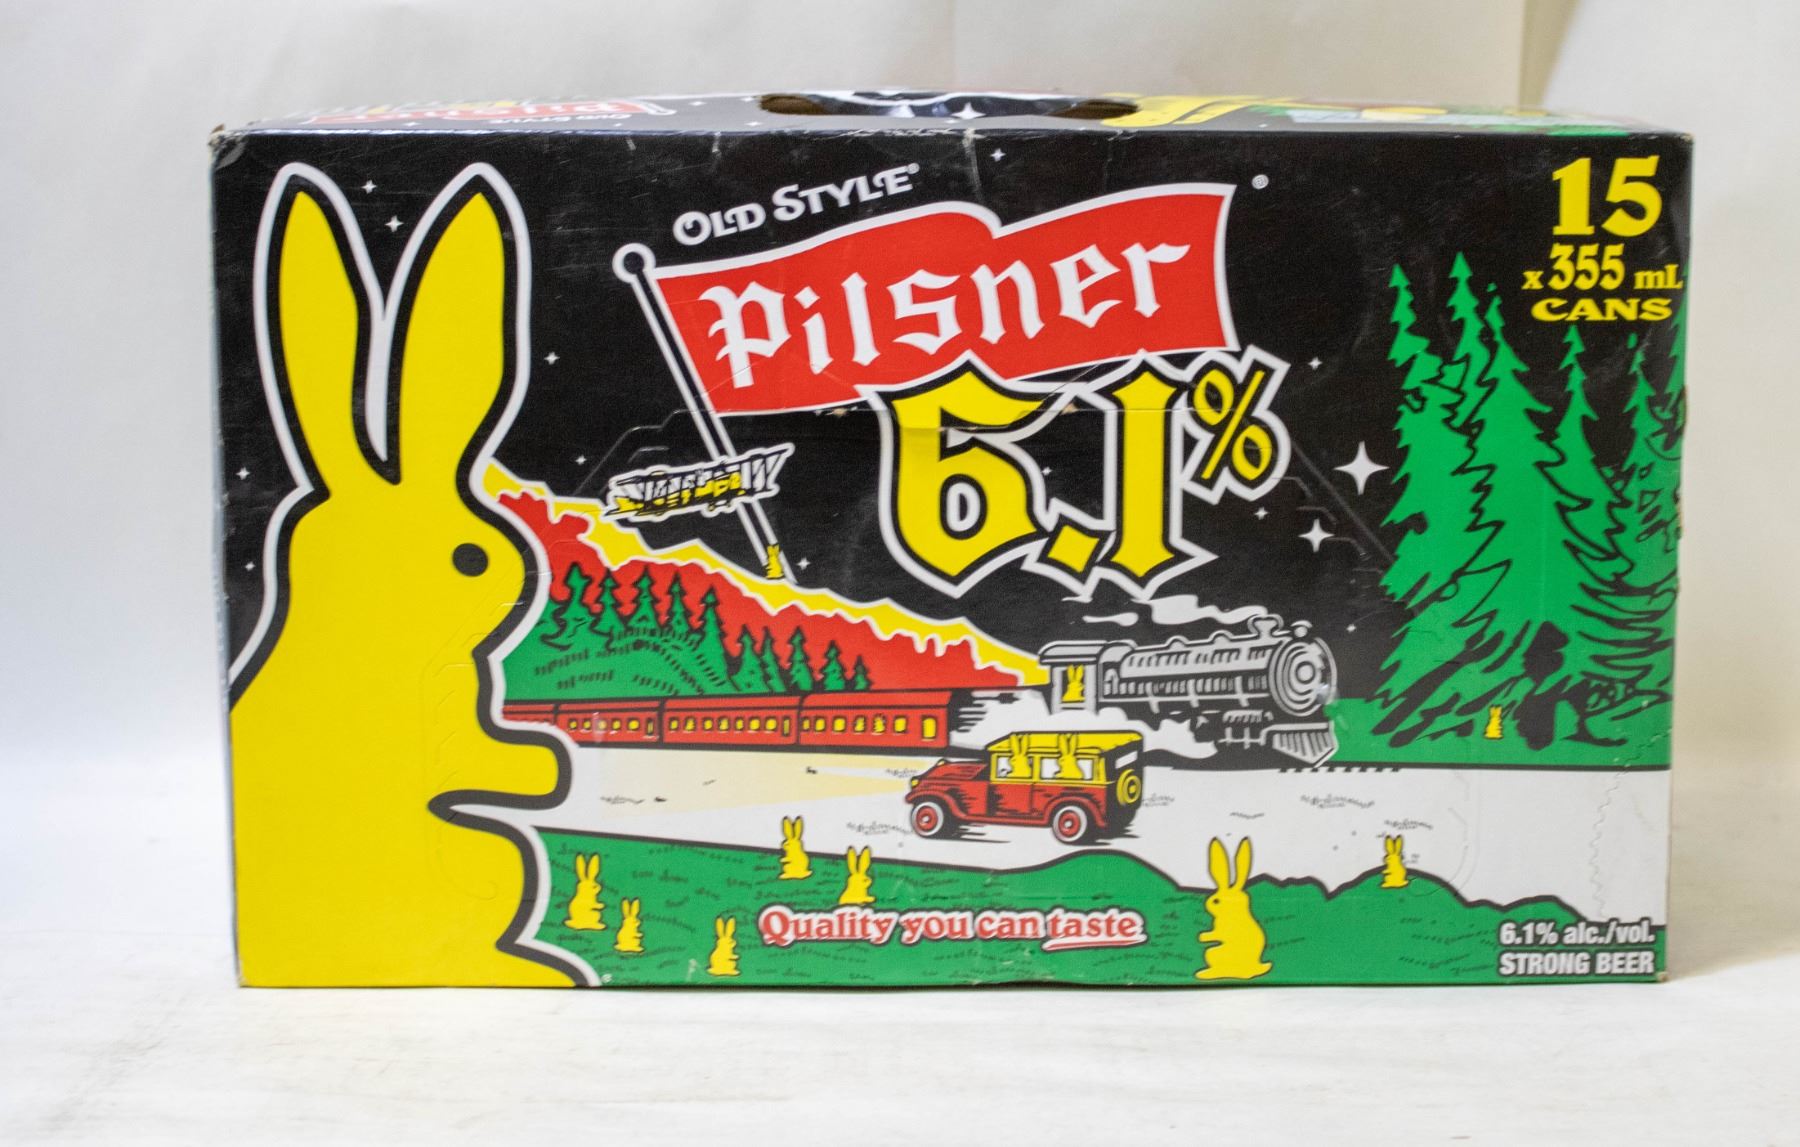 OLD STYLE®
Pilsner ®
6.1%
15
x 355 mL
CANS
Quality you can taste
6.1% alc./vol.
STRONG BEER